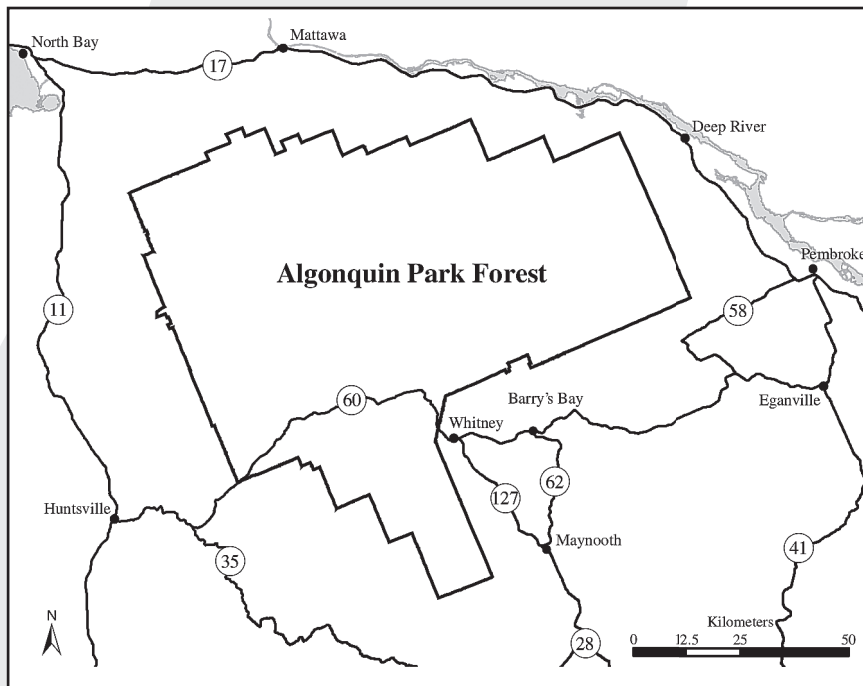 North Bay
Mattawa
17
Deep River
Algonquin Park Forest
Pembroke
11
58
60
Barry's Bay
Eganville
Whitney
62
127
Huntsville
Maynooth
41
35
N
Kilometers
28
0 12.5 25 50